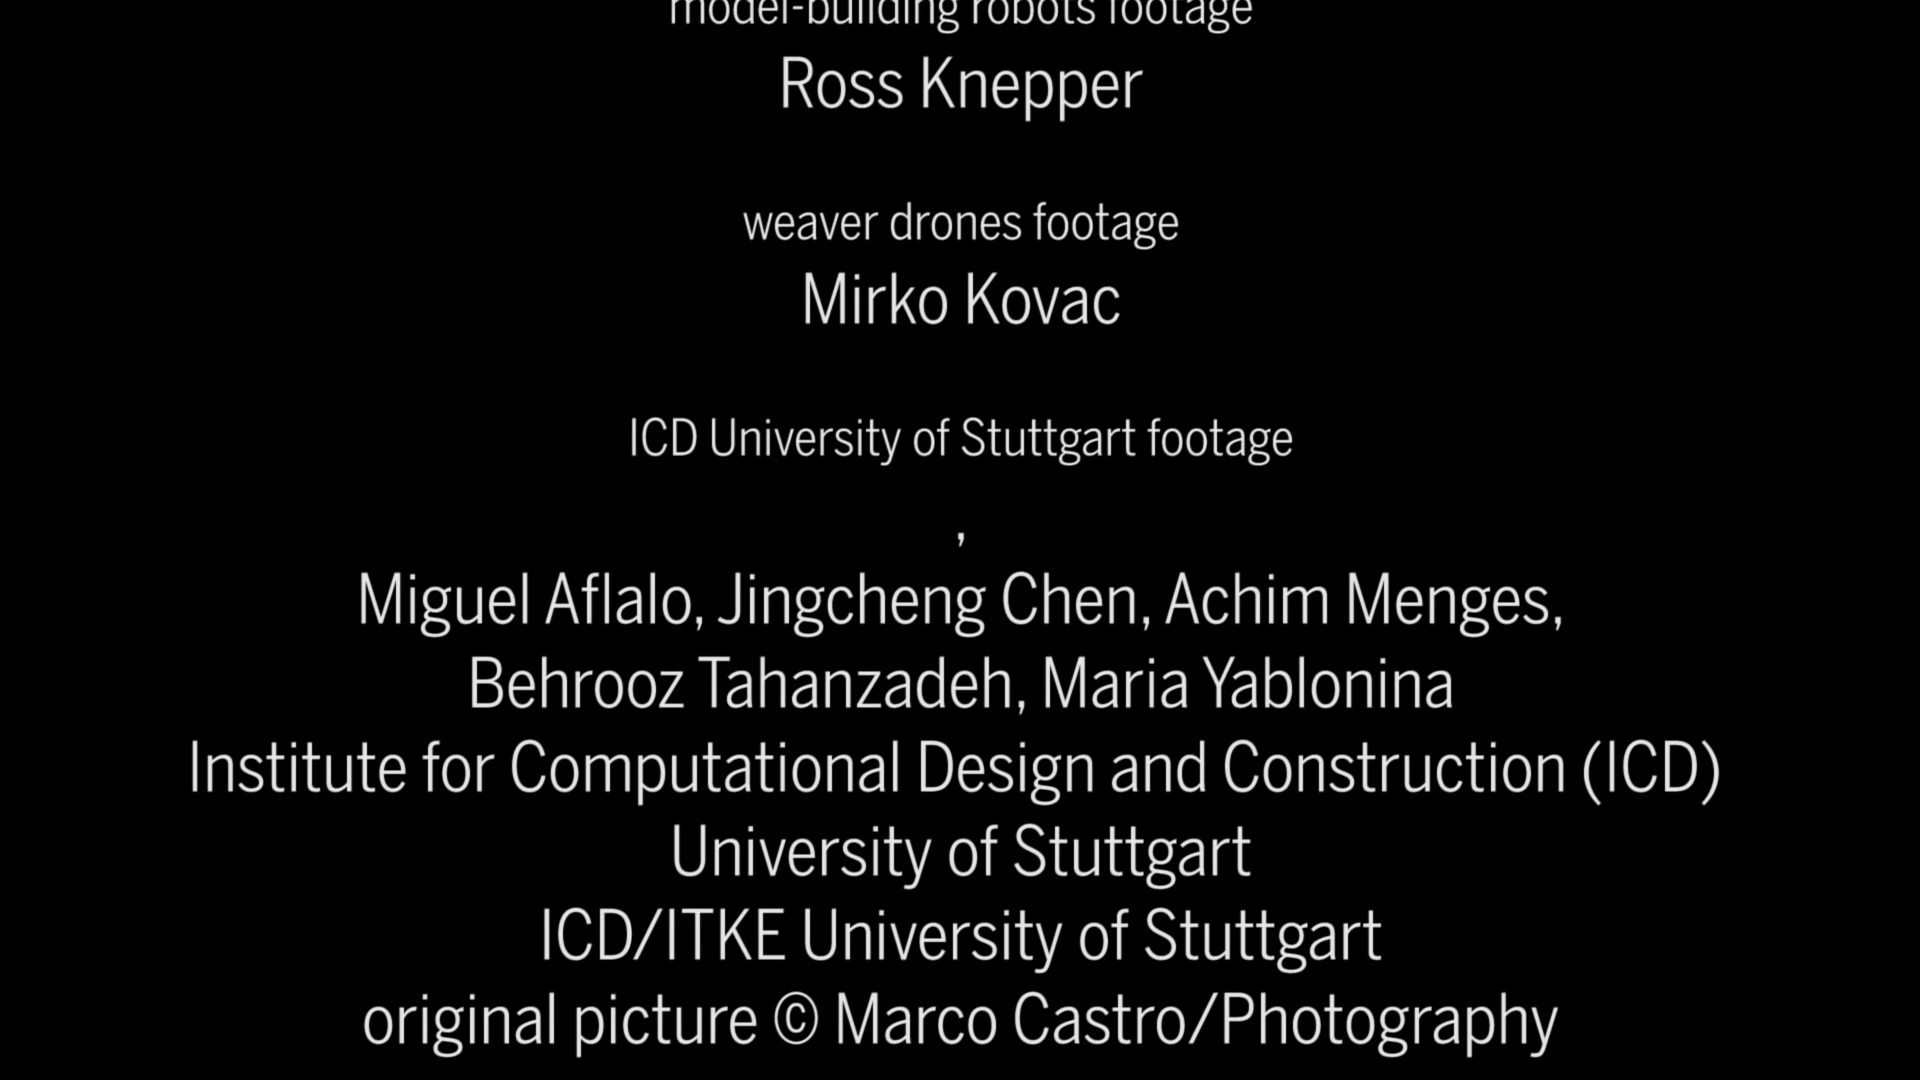 model-building robots footage
Ross Knepper
weaver drones footage
Mirko Kovac
ICD University of Stuttgart footage
,
Miguel Aflalo, Jingcheng Chen, Achim Menges,
Behrooz Tahanzadeh, Maria Yablonina
Institute for Computational Design and Construction (ICD)
University of Stuttgart
ICD/ITKE University of Stuttgart
original picture © Marco Castro/Photography